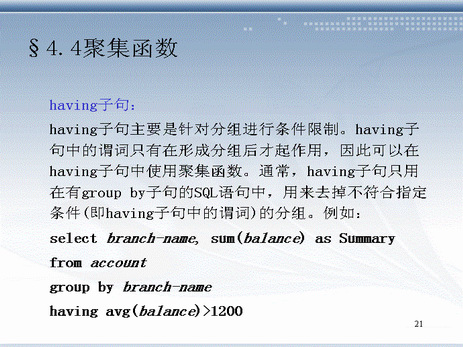 §4.4聚集函数
having子句：
having子句主要是针对分组进行条件限制。having子
句中的谓词只有在形成分组后才起作用，因此可以在
having子句中使用聚集函数。通常，having子句只用
在有group by子句的SQL语句中，用来去掉不符合指定
条件(即having子句中的谓词)的分组。例如：
select branch-name, sum(balance) as Summary
from account
group by branch-name
having avg(balance)>1200
21